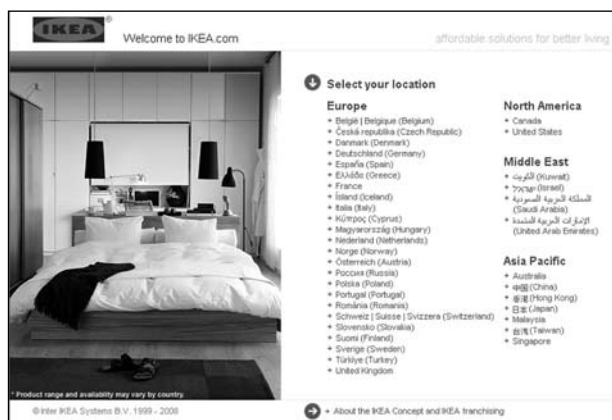 IKEA®
Welcome to IKEA.com
affordable solutions for better living
Select your location
Europe
België | Belgique (Belgium)
Česká republika (Czech Republic)
Danmark (Denmark)
Deutschland (Germany)
España (Spain)
Ελλάδα (Greece)
France
Ísland (Iceland)
Italia (Italy)
Κύπρος (Cyprus)
Magyarország (Hungary)
Nederland (Netherlands)
Norge (Norway)
Österreich (Austria)
Россия (Russia)
Polska (Poland)
Portugal (Portugal)
România (Romania)
Schweiz | Suisse | Svizzera (Switzerland)
Slovensko (Slovakia)
Suomi (Finland)
Sverige (Sweden)
Türkiye (Turkey)
United Kingdom
North America
Canada
United States
Middle East
الكويت (Kuwait)
ישראל (Israel)
المملكة العربية السعودية
(Saudi Arabia)
الإمارات العربية المتحدة
(United Arab Emirates)
Asia Pacific
Australia
中国 (China)
香港 (Hong Kong)
日本 (Japan)
Malaysia
台湾 (Taiwan)
Singapore
* Product range and availability may vary by country.
© Inter IKEA Systems B.V. 1999 - 2008
About the IKEA Concept and IKEA franchising